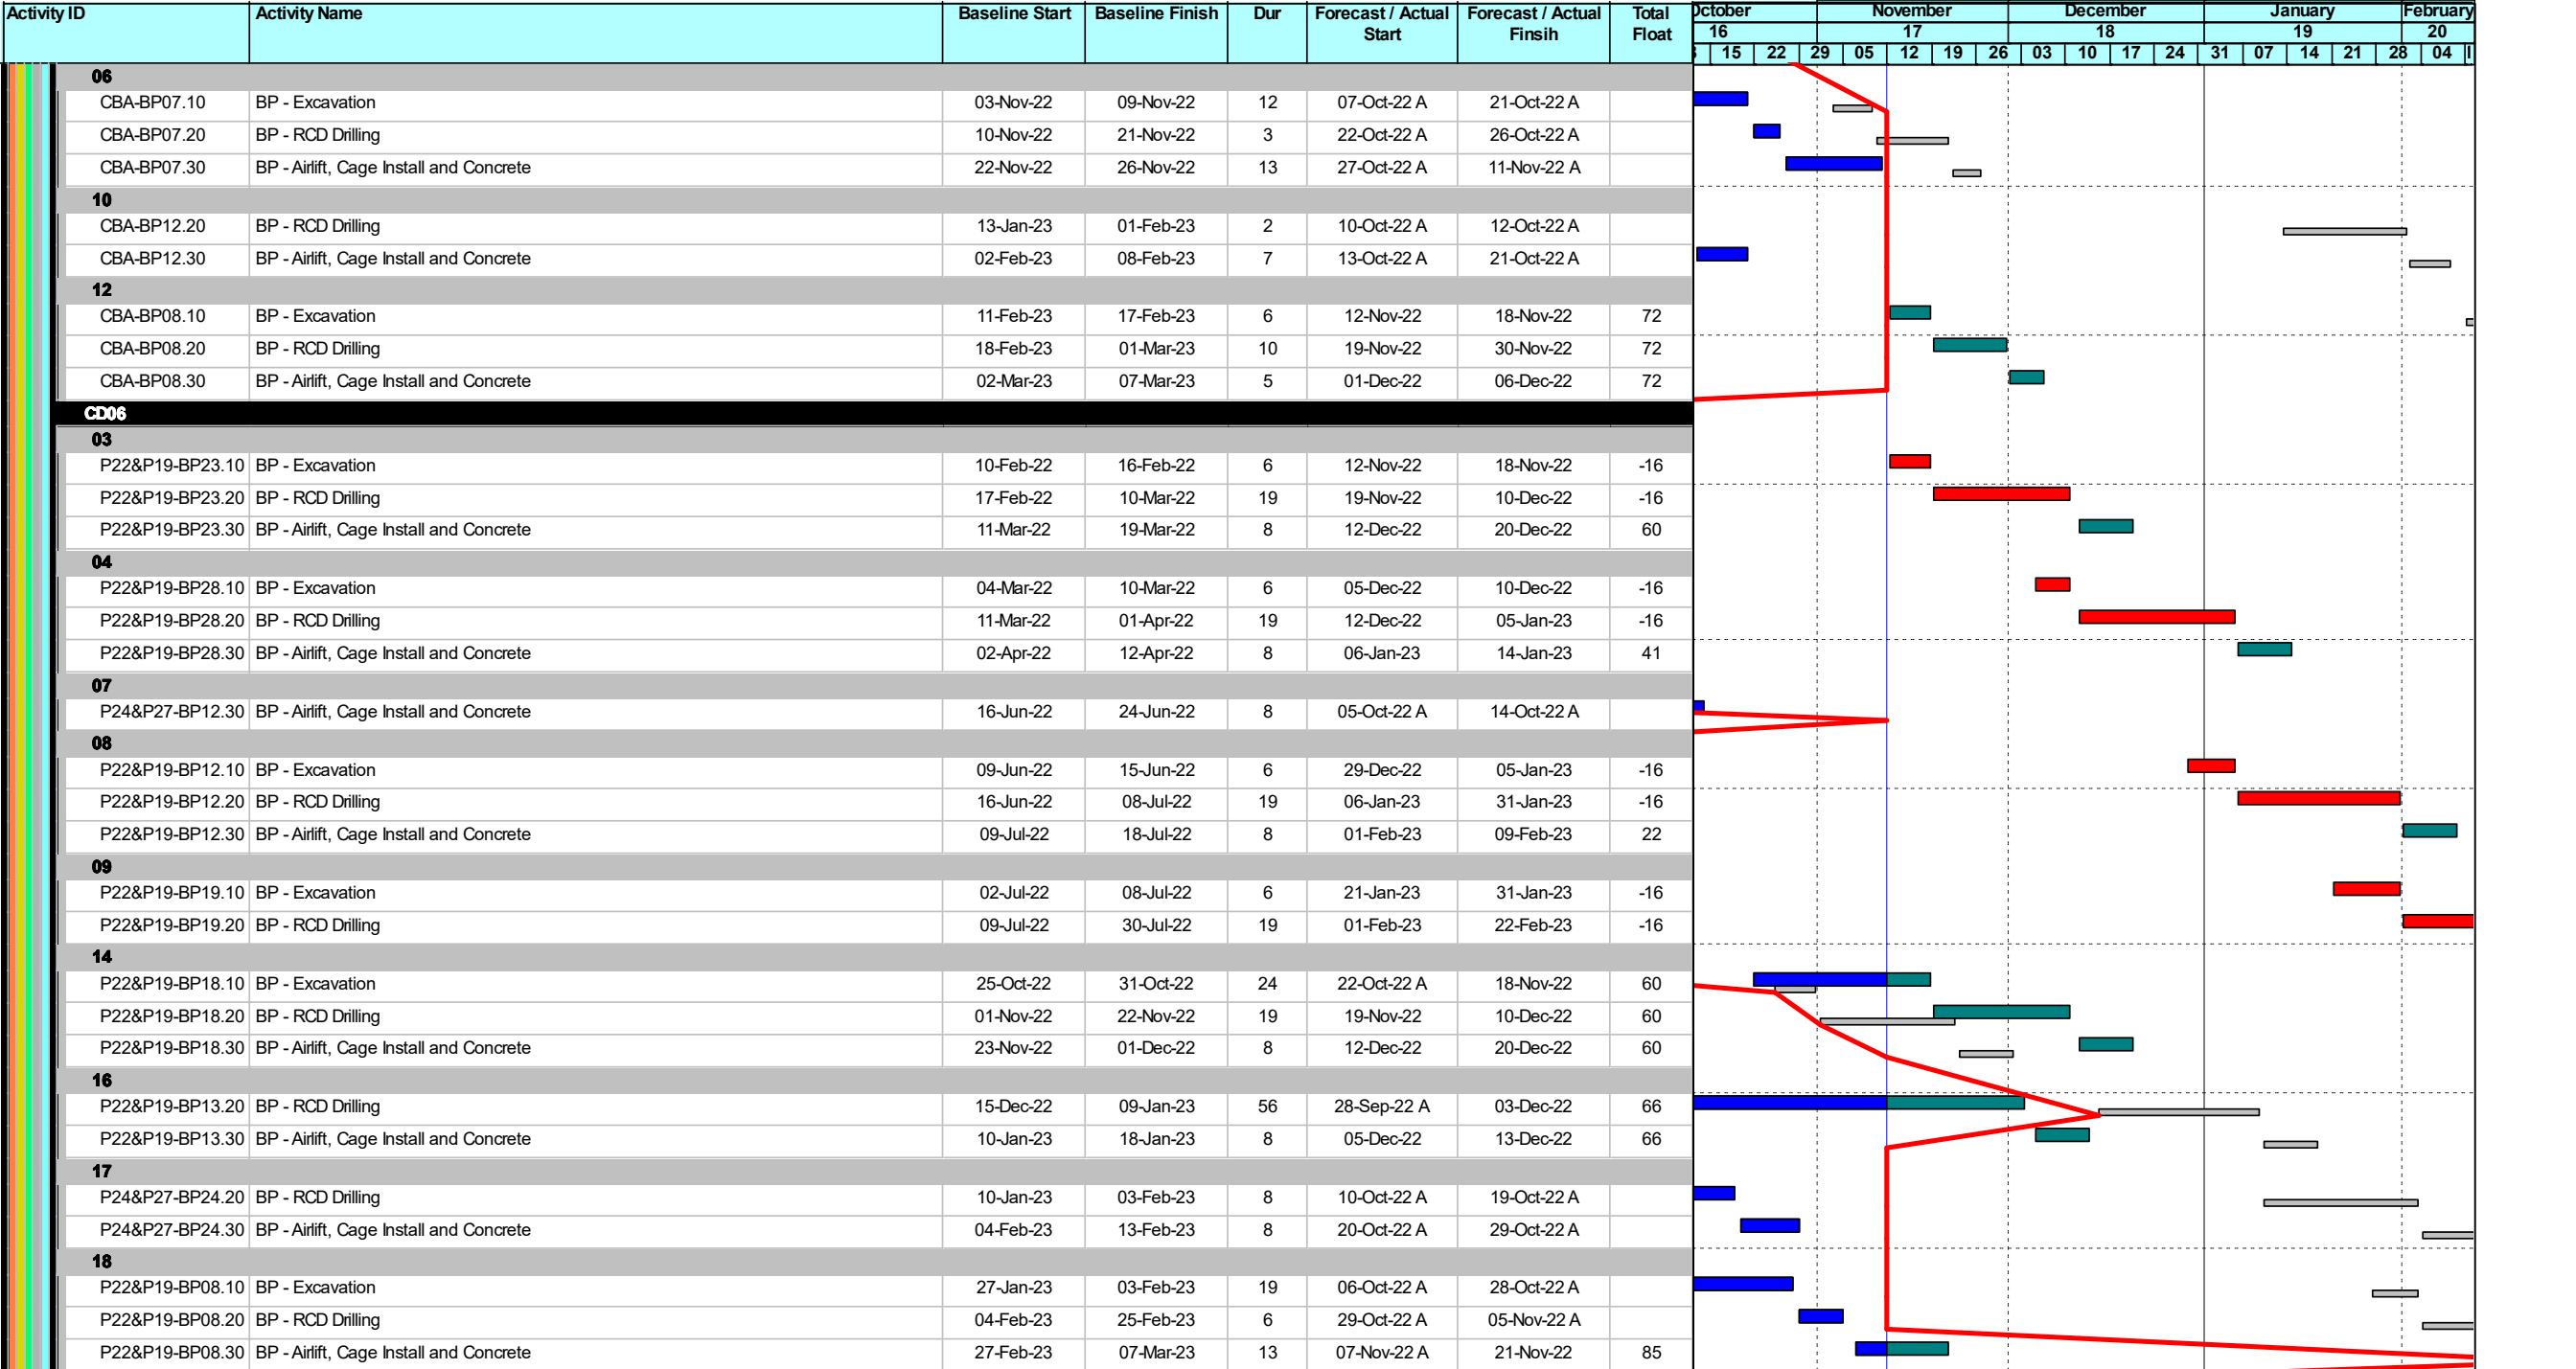 Activity ID Activity Name Baseline Start Baseline Finish Dur Forecast / Actual Start Forecast / Actual Finsih Total Float
October November December January February
16 17 18 19 20
15 22 29 05 12 19 26 03 10 17 24 31 07 14 21 28 04
06
CBA-BP07.10 BP - Excavation 03-Nov-22 09-Nov-22 12 07-Oct-22 A 21-Oct-22 A
CBA-BP07.20 BP - RCD Drilling 10-Nov-22 21-Nov-22 3 22-Oct-22 A 26-Oct-22 A
CBA-BP07.30 BP - Airlift, Cage Install and Concrete 22-Nov-22 26-Nov-22 13 27-Oct-22 A 11-Nov-22 A
10
CBA-BP12.20 BP - RCD Drilling 13-Jan-23 01-Feb-23 2 10-Oct-22 A 12-Oct-22 A
CBA-BP12.30 BP - Airlift, Cage Install and Concrete 02-Feb-23 08-Feb-23 7 13-Oct-22 A 21-Oct-22 A
12
CBA-BP08.10 BP - Excavation 11-Feb-23 17-Feb-23 6 12-Nov-22 18-Nov-22 72
CBA-BP08.20 BP - RCD Drilling 18-Feb-23 01-Mar-23 10 19-Nov-22 30-Nov-22 72
CBA-BP08.30 BP - Airlift, Cage Install and Concrete 02-Mar-23 07-Mar-23 5 01-Dec-22 06-Dec-22 72
CD06
03
P22&P19-BP23.10 BP - Excavation 10-Feb-22 16-Feb-22 6 12-Nov-22 18-Nov-22 -16
P22&P19-BP23.20 BP - RCD Drilling 17-Feb-22 10-Mar-22 19 19-Nov-22 10-Dec-22 -16
P22&P19-BP23.30 BP - Airlift, Cage Install and Concrete 11-Mar-22 19-Mar-22 8 12-Dec-22 20-Dec-22 60
04
P22&P19-BP28.10 BP - Excavation 04-Mar-22 10-Mar-22 6 05-Dec-22 10-Dec-22 -16
P22&P19-BP28.20 BP - RCD Drilling 11-Mar-22 01-Apr-22 19 12-Dec-22 05-Jan-23 -16
P22&P19-BP28.30 BP - Airlift, Cage Install and Concrete 02-Apr-22 12-Apr-22 8 06-Jan-23 14-Jan-23 41
07
P24&P27-BP12.30 BP - Airlift, Cage Install and Concrete 16-Jun-22 24-Jun-22 8 05-Oct-22 A 14-Oct-22 A
08
P22&P19-BP12.10 BP - Excavation 09-Jun-22 15-Jun-22 6 29-Dec-22 05-Jan-23 -16
P22&P19-BP12.20 BP - RCD Drilling 16-Jun-22 08-Jul-22 19 06-Jan-23 31-Jan-23 -16
P22&P19-BP12.30 BP - Airlift, Cage Install and Concrete 09-Jul-22 18-Jul-22 8 01-Feb-23 09-Feb-23 22
09
P22&P19-BP19.10 BP - Excavation 02-Jul-22 08-Jul-22 6 21-Jan-23 31-Jan-23 -16
P22&P19-BP19.20 BP - RCD Drilling 09-Jul-22 30-Jul-22 19 01-Feb-23 22-Feb-23 -16
14
P22&P19-BP18.10 BP - Excavation 25-Oct-22 31-Oct-22 24 22-Oct-22 A 18-Nov-22 60
P22&P19-BP18.20 BP - RCD Drilling 01-Nov-22 22-Nov-22 19 19-Nov-22 10-Dec-22 60
P22&P19-BP18.30 BP - Airlift, Cage Install and Concrete 23-Nov-22 01-Dec-22 8 12-Dec-22 20-Dec-22 60
16
P22&P19-BP13.20 BP - RCD Drilling 15-Dec-22 09-Jan-23 56 28-Sep-22 A 03-Dec-22 66
P22&P19-BP13.30 BP - Airlift, Cage Install and Concrete 10-Jan-23 18-Jan-23 8 05-Dec-22 13-Dec-22 66
17
P24&P27-BP24.20 BP - RCD Drilling 10-Jan-23 03-Feb-23 8 10-Oct-22 A 19-Oct-22 A
P24&P27-BP24.30 BP - Airlift, Cage Install and Concrete 04-Feb-23 13-Feb-23 8 20-Oct-22 A 29-Oct-22 A
18
P22&P19-BP08.10 BP - Excavation 27-Jan-23 03-Feb-23 19 06-Oct-22 A 28-Oct-22 A
P22&P19-BP08.20 BP - RCD Drilling 04-Feb-23 25-Feb-23 6 29-Oct-22 A 05-Nov-22 A
P22&P19-BP08.30 BP - Airlift, Cage Install and Concrete 27-Feb-23 07-Mar-23 13 07-Nov-22 A 21-Nov-22 85